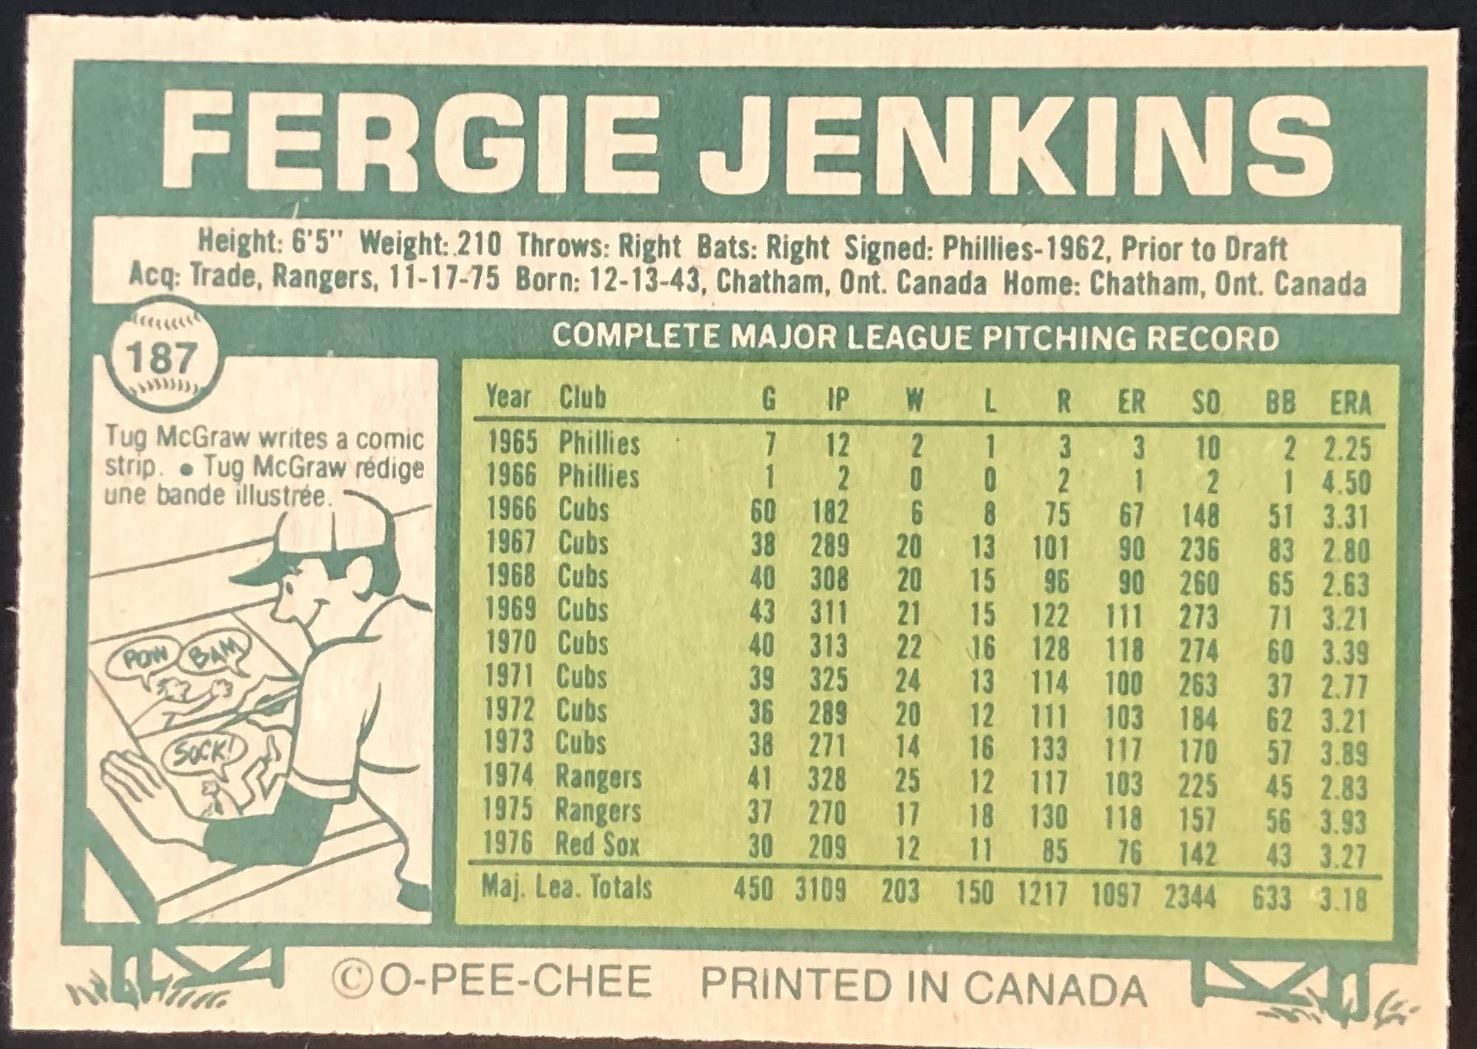 FERGIE JENKINS
Height: 6'5" Weight: 210 Throws: Right Bats: Right Signed: Phillies-1962, Prior to Draft
Acq: Trade, Rangers, 11-17-75 Born: 12-13-43, Chatham, Ont. Canada Home: Chatham, Ont. Canada
187
Tug McGraw writes a comic
strip. • Tug McGraw rédige
une bande illustrée.
POW BAM
SOCK!
COMPLETE MAJOR LEAGUE PITCHING RECORD
Year Club G IP W L R ER SO BB ERA
1965 Phillies 7 12 2 1 3 3 10 2 2.25
1966 Phillies 1 2 0 0 2 1 2 1 4.50
1966 Cubs 60 182 6 8 75 67 148 51 3.31
1967 Cubs 38 289 20 13 101 90 236 83 2.80
1968 Cubs 40 308 20 15 96 90 260 65 2.63
1969 Cubs 43 311 21 15 122 111 273 71 3.21
1970 Cubs 40 313 22 16 128 118 274 60 3.39
1971 Cubs 39 325 24 13 114 100 263 37 2.77
1972 Cubs 36 289 20 12 111 103 184 62 3.21
1973 Cubs 38 271 14 16 133 117 170 57 3.89
1974 Rangers 41 328 25 12 117 103 225 45 2.83
1975 Rangers 37 270 17 18 130 118 157 56 3.93
1976 Red Sox 30 209 12 11 85 76 142 43 3.27
Maj. Lea. Totals 450 3109 203 150 1217 1097 2344 633 3.18
©O-PEE-CHEE PRINTED IN CANADA